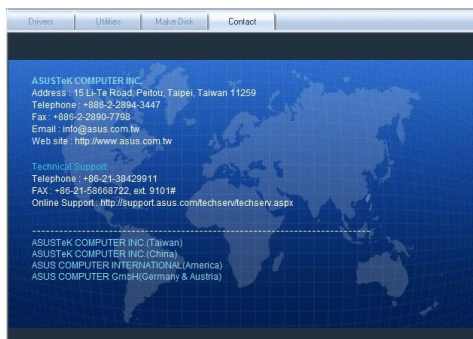 Drivers Utilities Make Disk Contact
ASUSTeK COMPUTER INC.
Address : 15 Li-Te Road, Peitou, Taipei, Taiwan 11259
Telephone : +886-2-2894-3447
Fax : +886-2-2890-7798
Email : info@asus.com.tw
Web site : http://www.asus.com.tw
Technical Support
Telephone : +86-21-38429911
FAX : +86-21-58668722, ext. 9101#
Online Support : http://support.asus.com/techserv/techserv.aspx
ASUSTeK COMPUTER INC.(Taiwan)
ASUSTeK COMPUTER INC.(China)
ASUS COMPUTER INTERNATIONAL(America)
ASUS COMPUTER GmbH(Germany & Austria)